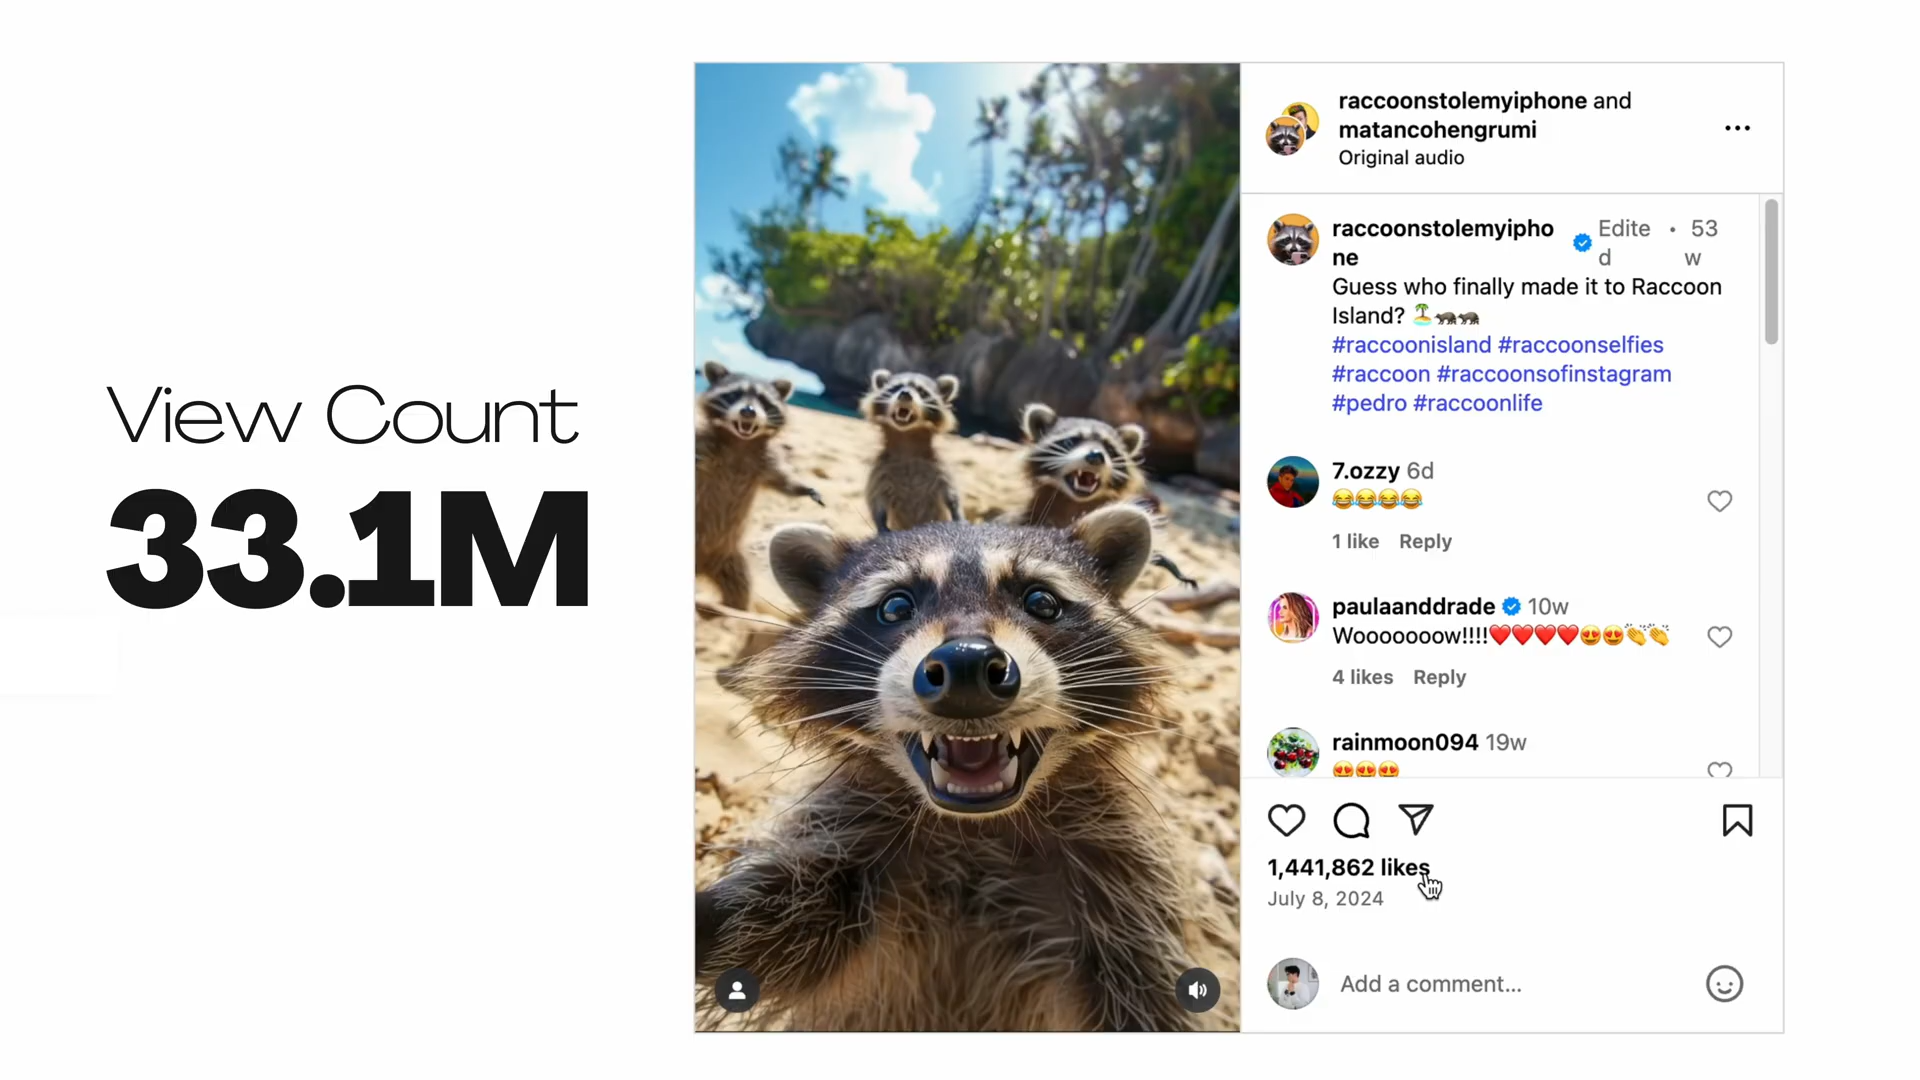 View Count
33.1M
raccoonstolemyiphone and
matancohengrumi
Original audio
raccoonstolemyipho
ne
Edite
d
• 53
w
Guess who finally made it to Raccoon
Island? 🏝️🦝🦝
#raccoonisland #raccoonselfies
#raccoon #raccoonsofinstagram
#pedro #raccoonlife
7.ozzy 6d
😂😂😂😂
1 like Reply
paulaanddrade 10w
Wooooooow!!!!❤️❤️❤️❤️😍😍👏👏
4 likes Reply
rainmoon094 19w
😍😍😍
1,441,862 likes
July 8, 2024
Add a comment...